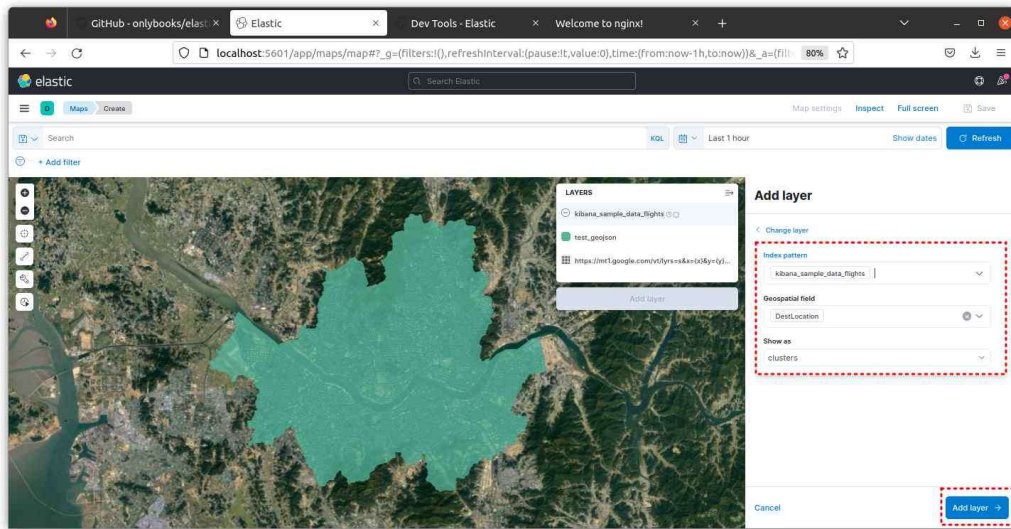 GitHub - onlybooks/elast
Elastic
Dev Tools - Elastic
Welcome to nginx!
localhost:5601/app/maps/map#?_g=(filters:!(),refreshInterval:(pause:!t,value:0),time:(from:now-1h,to:now))&_a=(filt
80%
elastic
Search Elastic
D
Maps
Create
Map settings
Inspect
Full screen
Save
Search
KQL
Last 1 hour
Show dates
Refresh
+ Add filter
LAYERS
kibana_sample_data_flights
test_geojson
https://mt1.google.com/vt/lyrs=s&x={x}&y={y}...
Add layer
Add layer
Change layer
Index pattern
kibana_sample_data_flights
Geospatial field
DestLocation
Show as
clusters
Cancel
Add layer